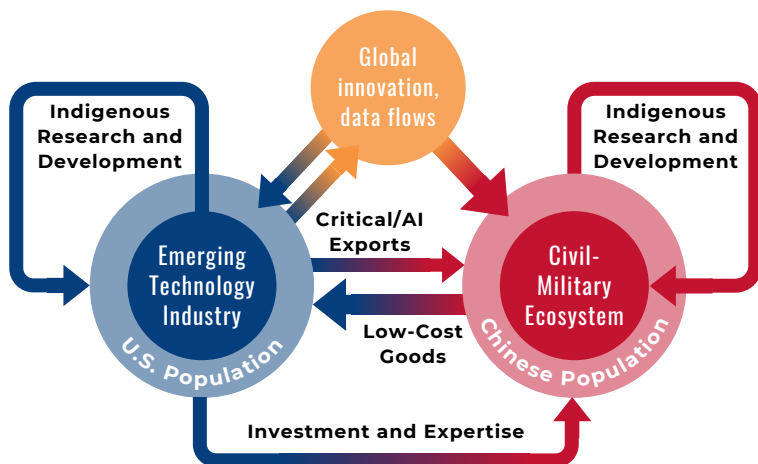 Global
innovation,
data flows
Indigenous
Research and
Development
Indigenous
Research and
Development
Critical/AI
Exports
Emerging
Technology
Industry
U.S. Population
Civil-
Military
Ecosystem
Chinese Population
Low-Cost
Goods
Investment and Expertise